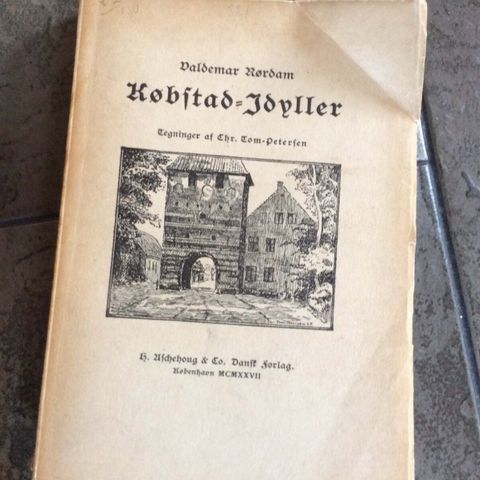 Valdemar Rørdam
Købstad=Idyller
Tegninger af Chr. Tom-Petersen
H. Aschehoug & Co. Dansk Forlag.
København MCMXXVII